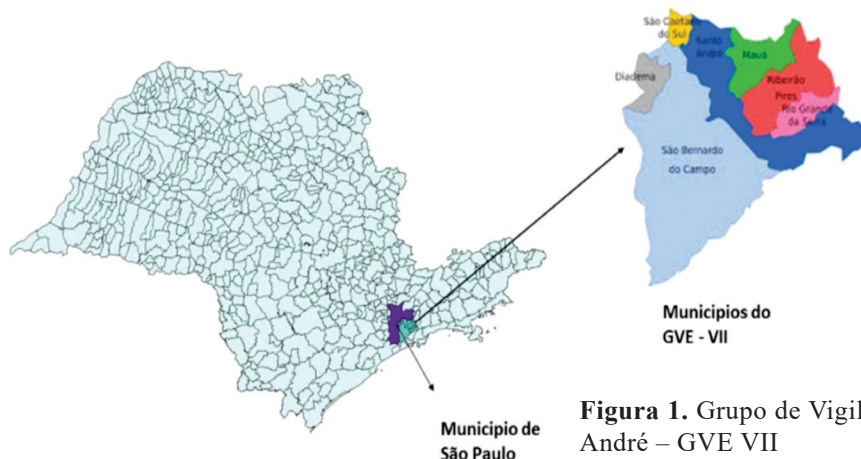 São Caetano
do Sul
Santo
André
Mauá
Diadema
Ribeirão
Pires
Rio Grande
da Serra
São Bernardo
do Campo
Municipios do
GVE - VII
Municipio de
São Paulo
Figura 1. Grupo de Vigil
André – GVE VII